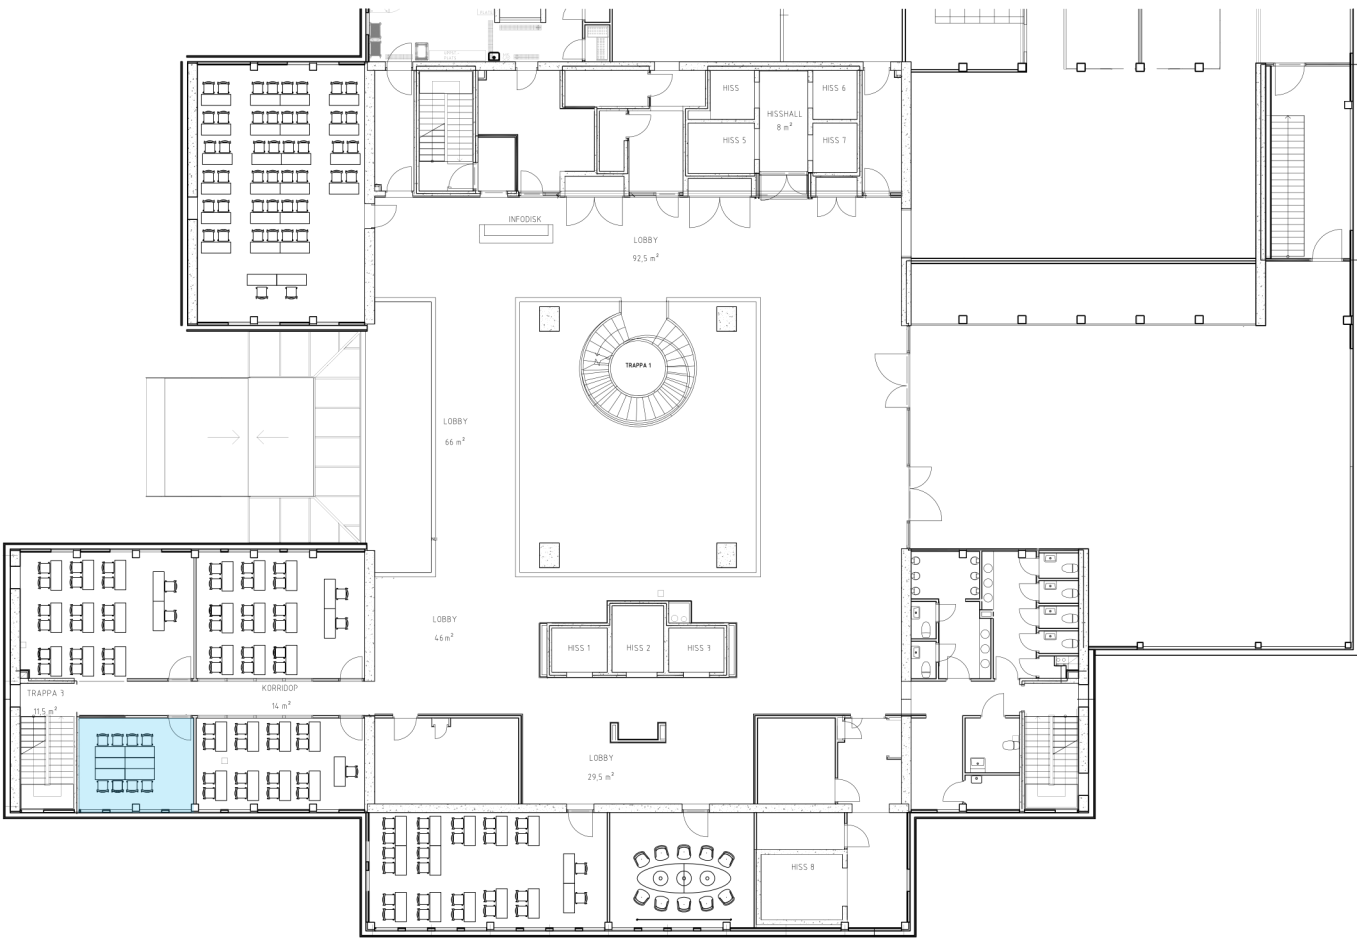 HISS
HISSHALL
8 m²
HISS 6
HISS 5
HISS 7
INFODISK
LOBBY
92,5 m²
TRAPPA 1
LOBBY
66 m²
LOBBY
46 m²
HISS 1
HISS 2
HISS 3
TRAPPA 3
11,5 m²
KORRIDOP
14 m²
LOBBY
29,5 m²
HISS 8